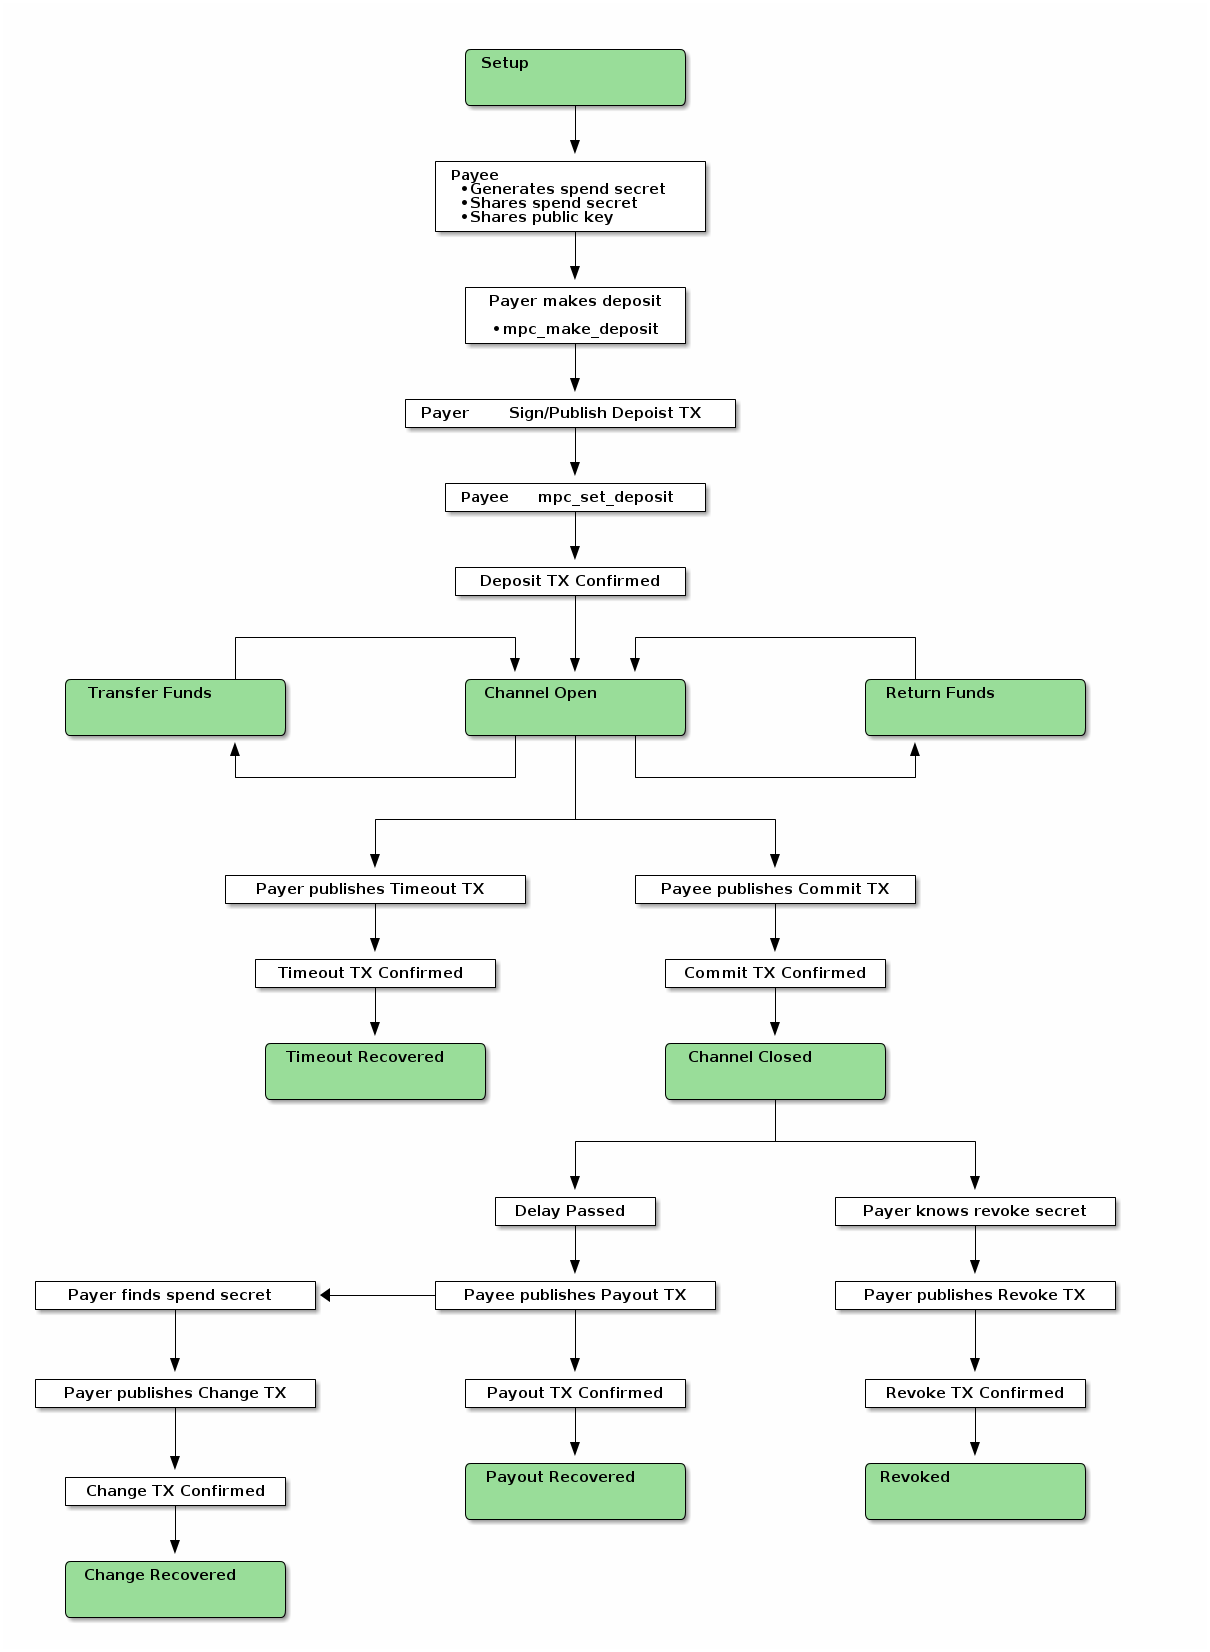 Setup
Payee
•Generates spend secret
•Shares spend secret
•Shares public key
Payer makes deposit
•mpc_make_deposit
Payer Sign/Publish Depoist TX
Payee mpc_set_deposit
Deposit TX Confirmed
Transfer Funds
Channel Open
Return Funds
Payer publishes Timeout TX
Payee publishes Commit TX
Timeout TX Confirmed
Commit TX Confirmed
Timeout Recovered
Channel Closed
Delay Passed
Payer knows revoke secret
Payer finds spend secret
Payee publishes Payout TX
Payer publishes Revoke TX
Payer publishes Change TX
Payout TX Confirmed
Revoke TX Confirmed
Payout Recovered
Revoked
Change TX Confirmed
Change Recovered